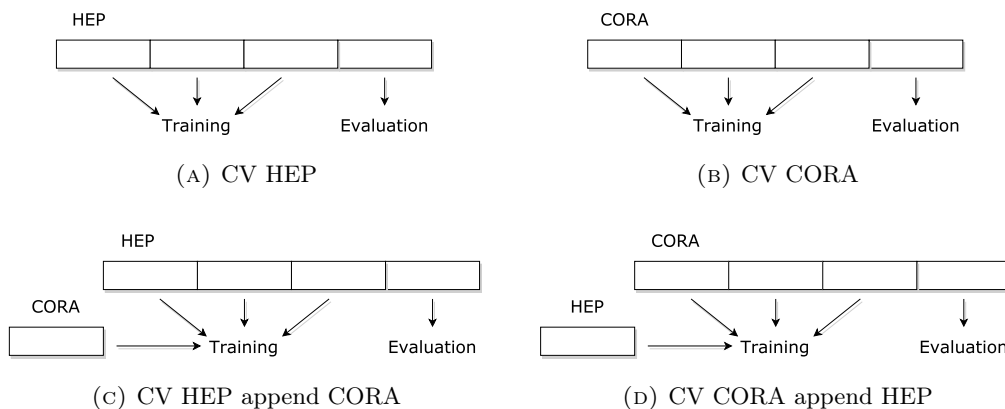 HEP
Training
Evaluation
(A) CV HEP
CORA
Training
Evaluation
(B) CV CORA
HEP
CORA
Training
Evaluation
(C) CV HEP append CORA
CORA
HEP
Training
Evaluation
(D) CV CORA append HEP